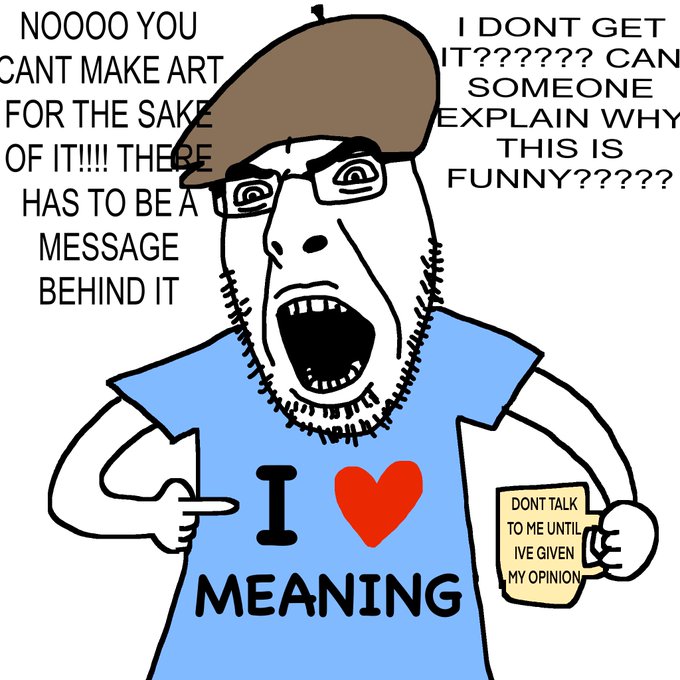 NOOOO YOU
CANT MAKE ART
FOR THE SAKE
OF IT!!!! THERE
HAS TO BE A
MESSAGE
BEHIND IT
I DONT GET
IT?????? CAN
SOMEONE
EXPLAIN WHY
THIS IS
FUNNY?????
I ❤
MEANING
DONT TALK
TO ME UNTIL
IVE GIVEN
MY OPINION